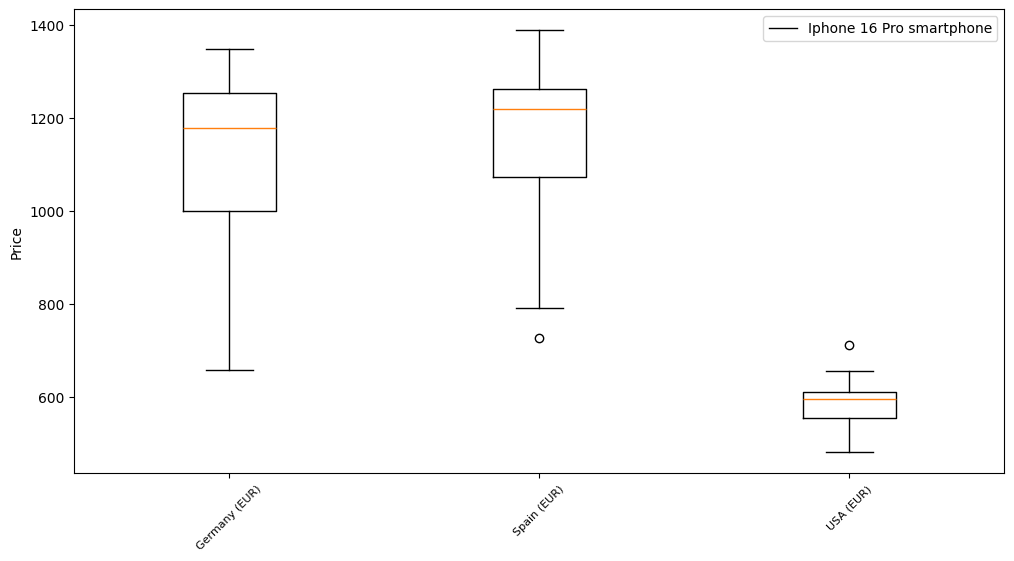 Iphone 16 Pro smartphone
1400
1200
1000
800
600
Price
Germany (EUR)
Spain (EUR)
USA (EUR)